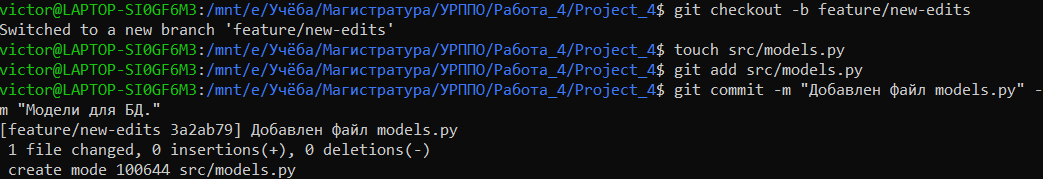 victor@LAPTOP-SI0GF6M3:/mnt/e/Учёба/Магистратура/УРППО/Работа_4/Project_4$ git checkout -b feature/new-edits
Switched to a new branch 'feature/new-edits'
victor@LAPTOP-SI0GF6M3:/mnt/e/Учёба/Магистратура/УРППО/Работа_4/Project_4$ touch src/models.py
victor@LAPTOP-SI0GF6M3:/mnt/e/Учёба/Магистратура/УРППО/Работа_4/Project_4$ git add src/models.py
victor@LAPTOP-SI0GF6M3:/mnt/e/Учёба/Магистратура/УРППО/Работа_4/Project_4$ git commit -m "Добавлен файл models.py" -
m "Модели для БД."
[feature/new-edits 3a2ab79] Добавлен файл models.py
 1 file changed, 0 insertions(+), 0 deletions(-)
 create mode 100644 src/models.py